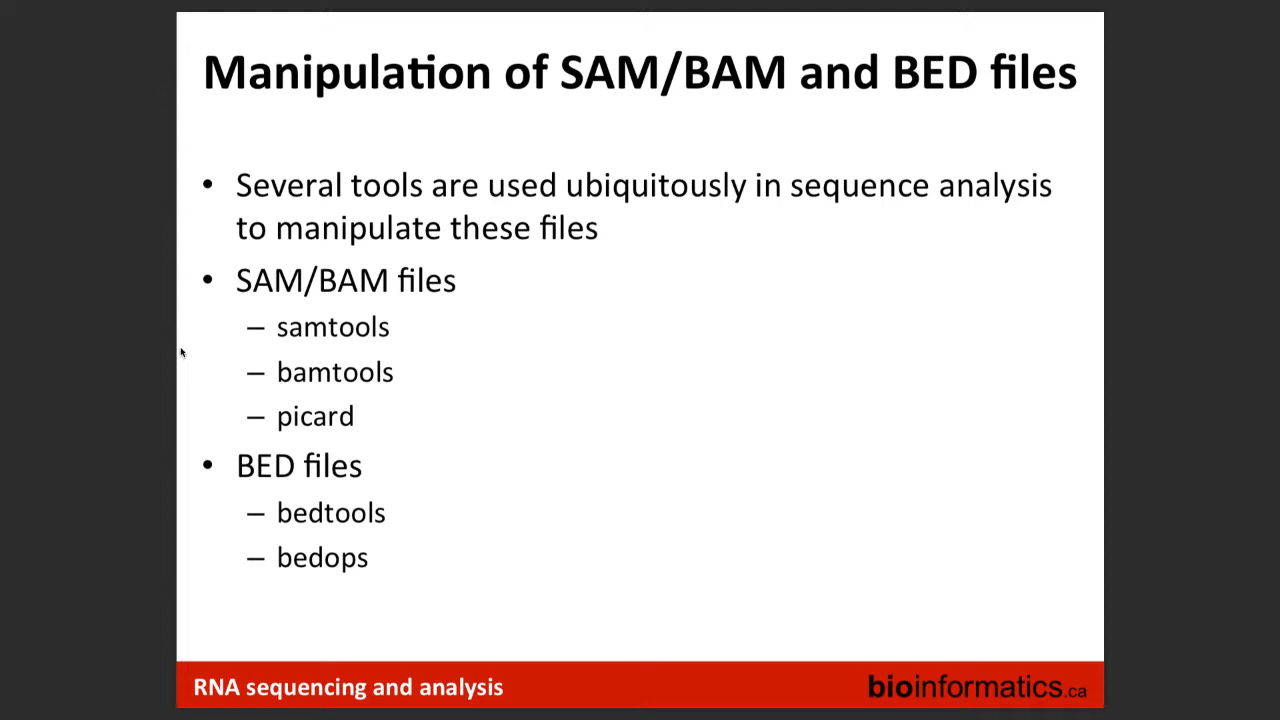 Manipulation of SAM/BAM and BED files
• Several tools are used ubiquitously in sequence analysis
to manipulate these files
• SAM/BAM files
– samtools
– bamtools
– picard
• BED files
– bedtools
– bedops
RNA sequencing and analysis
bioinformatics.ca